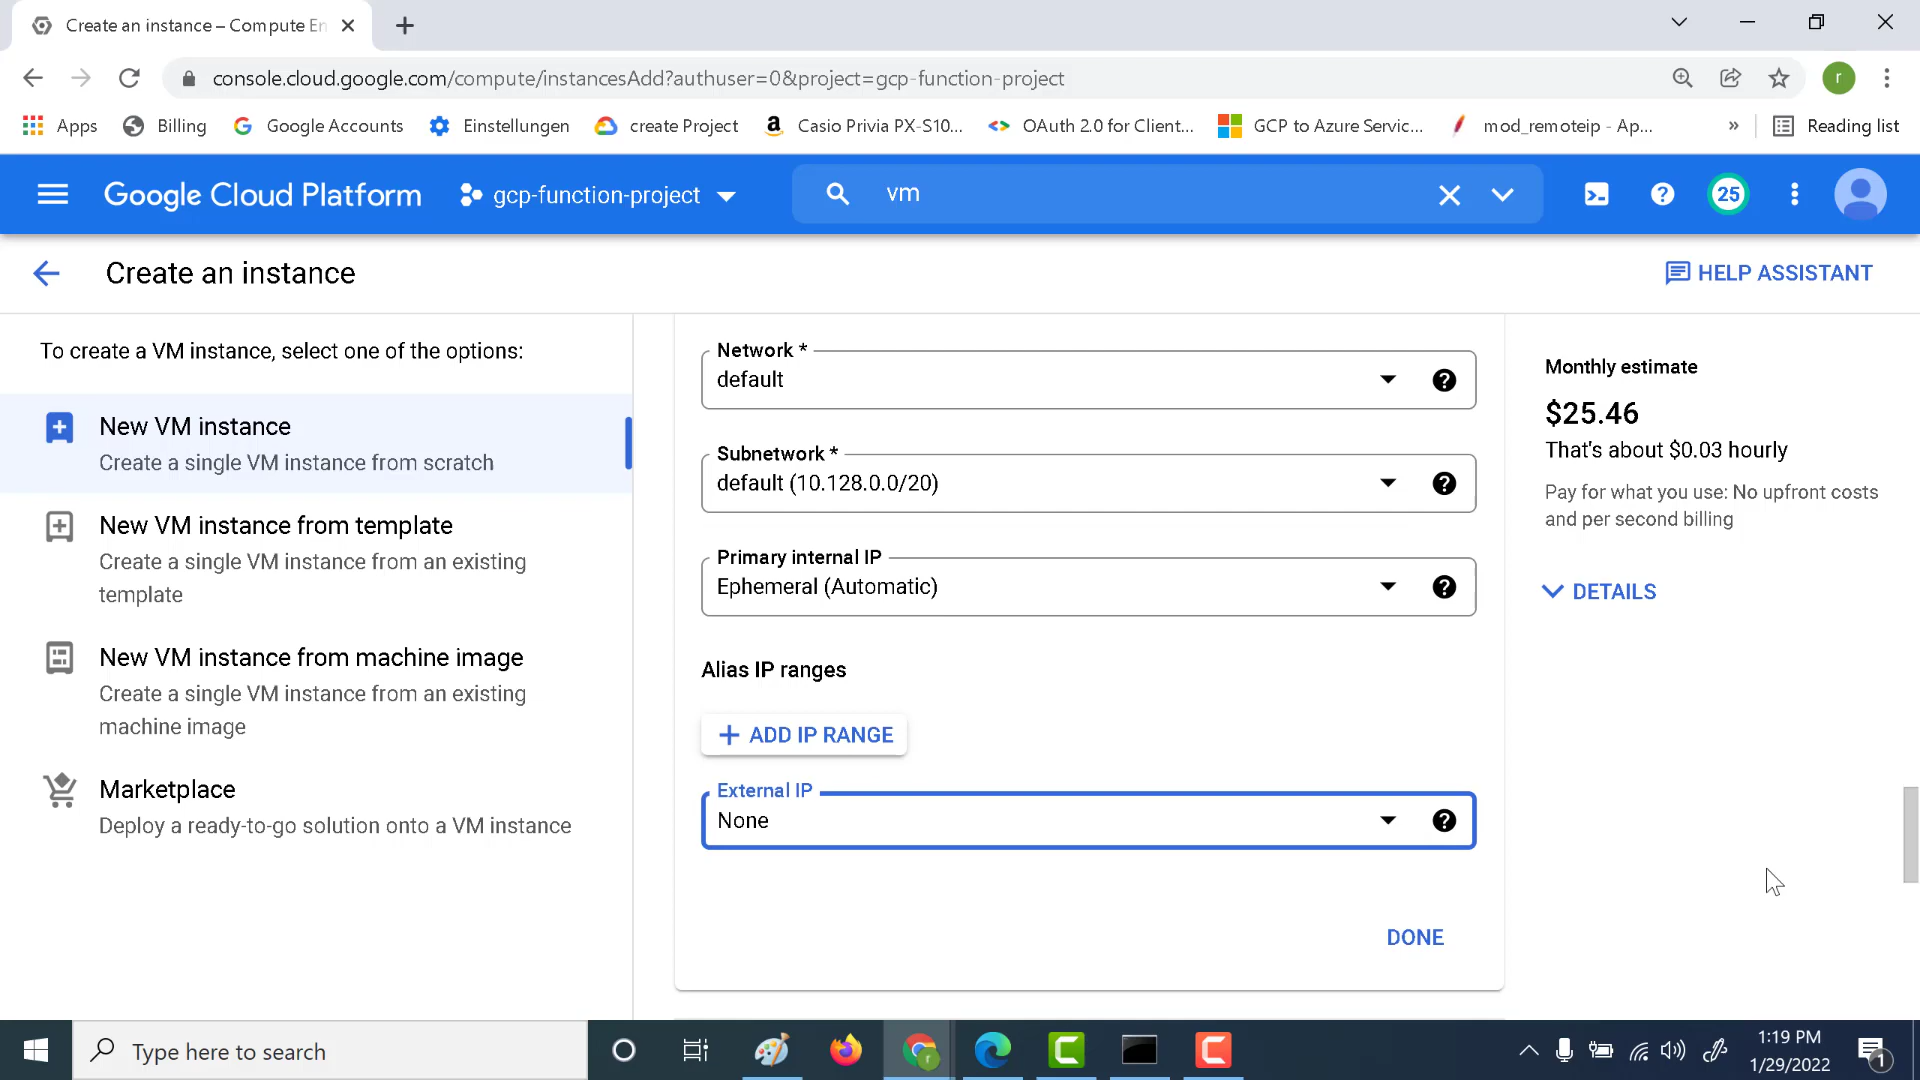 Create an instance – Compute En
console.cloud.google.com/compute/instancesAdd?authuser=0&project=gcp-function-project
r
Apps
Billing
Google Accounts
Einstellungen
create Project
Casio Privia PX-S10...
OAuth 2.0 for Client...
GCP to Azure Servic...
mod_remoteip - Ap...
»
Reading list
Google Cloud Platform
gcp-function-project
vm
25
Create an instance
HELP ASSISTANT
To create a VM instance, select one of the options:
New VM instance
Create a single VM instance from scratch
New VM instance from template
Create a single VM instance from an existing
template
New VM instance from machine image
Create a single VM instance from an existing
machine image
Marketplace
Deploy a ready-to-go solution onto a VM instance
Network *
default
Subnetwork *
default (10.128.0.0/20)
Primary internal IP
Ephemeral (Automatic)
Alias IP ranges
+ ADD IP RANGE
External IP
None
DONE
Monthly estimate
$25.46
That's about $0.03 hourly
Pay for what you use: No upfront costs
and per second billing
DETAILS
Type here to search
1:19 PM
1/29/2022
1